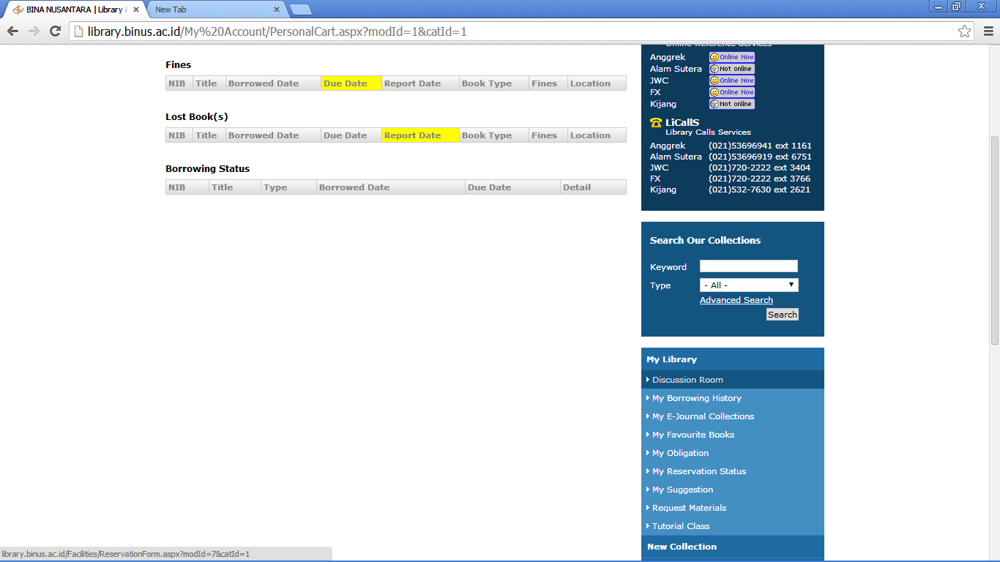 BINA NUSANTARA | Library &
New Tab
library.binus.ac.id/My%20Account/PersonalCart.aspx?modId=1&catId=1
Fines
NIB Title Borrowed Date Due Date Report Date Book Type Fines Location
Lost Book(s)
NIB Title Borrowed Date Due Date Report Date Book Type Fines Location
Borrowing Status
NIB Title Type Borrowed Date Due Date Detail
Online Reference Services
Anggrek Online Now
Alam Sutera Not online
JWC Online Now
FX Online Now
Kijang Not online
LiCallS
Library Calls Services
Anggrek (021)53696941 ext 1161
Alam Sutera (021)53696919 ext 6751
JWC (021)720-2222 ext 3404
FX (021)720-2222 ext 3766
Kijang (021)532-7630 ext 2621
Search Our Collections
Keyword
Type - All -
Advanced Search
Search
My Library
Discussion Room
My Borrowing History
My E-Journal Collections
My Favourite Books
My Obligation
My Reservation Status
My Suggestion
Request Materials
Tutorial Class
New Collection
library.binus.ac.id/Facilities/ReservationForm.aspx?modId=7&catId=1